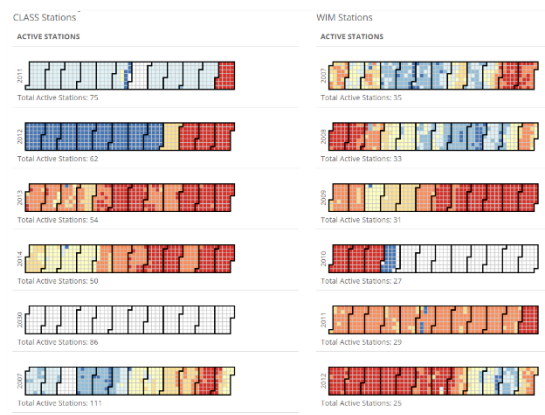 CLASS Stations
WIM Stations
ACTIVE STATIONS
ACTIVE STATIONS
2011
Total Active Stations: 75
2007
Total Active Stations: 35
2012
Total Active Stations: 62
2008
Total Active Stations: 33
2013
Total Active Stations: 54
2009
Total Active Stations: 31
2014
Total Active Stations: 50
2010
Total Active Stations: 27
2030
Total Active Stations: 86
2011
Total Active Stations: 29
2007
Total Active Stations: 111
2012
Total Active Stations: 25